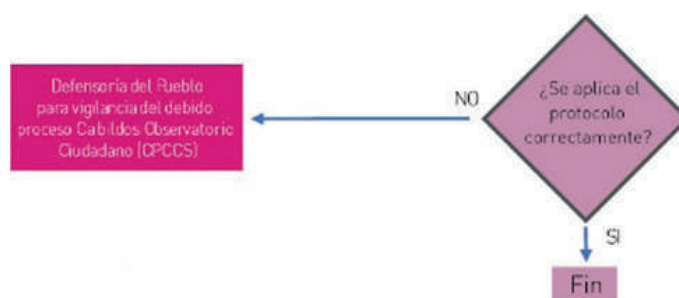 Defensoría del Pueblo
para vigilancia del debido
proceso Cabildos Observatorio
Ciudadano (CPCCS)
NO
¿Se aplica el
protocolo
correctamente?
SI
Fin